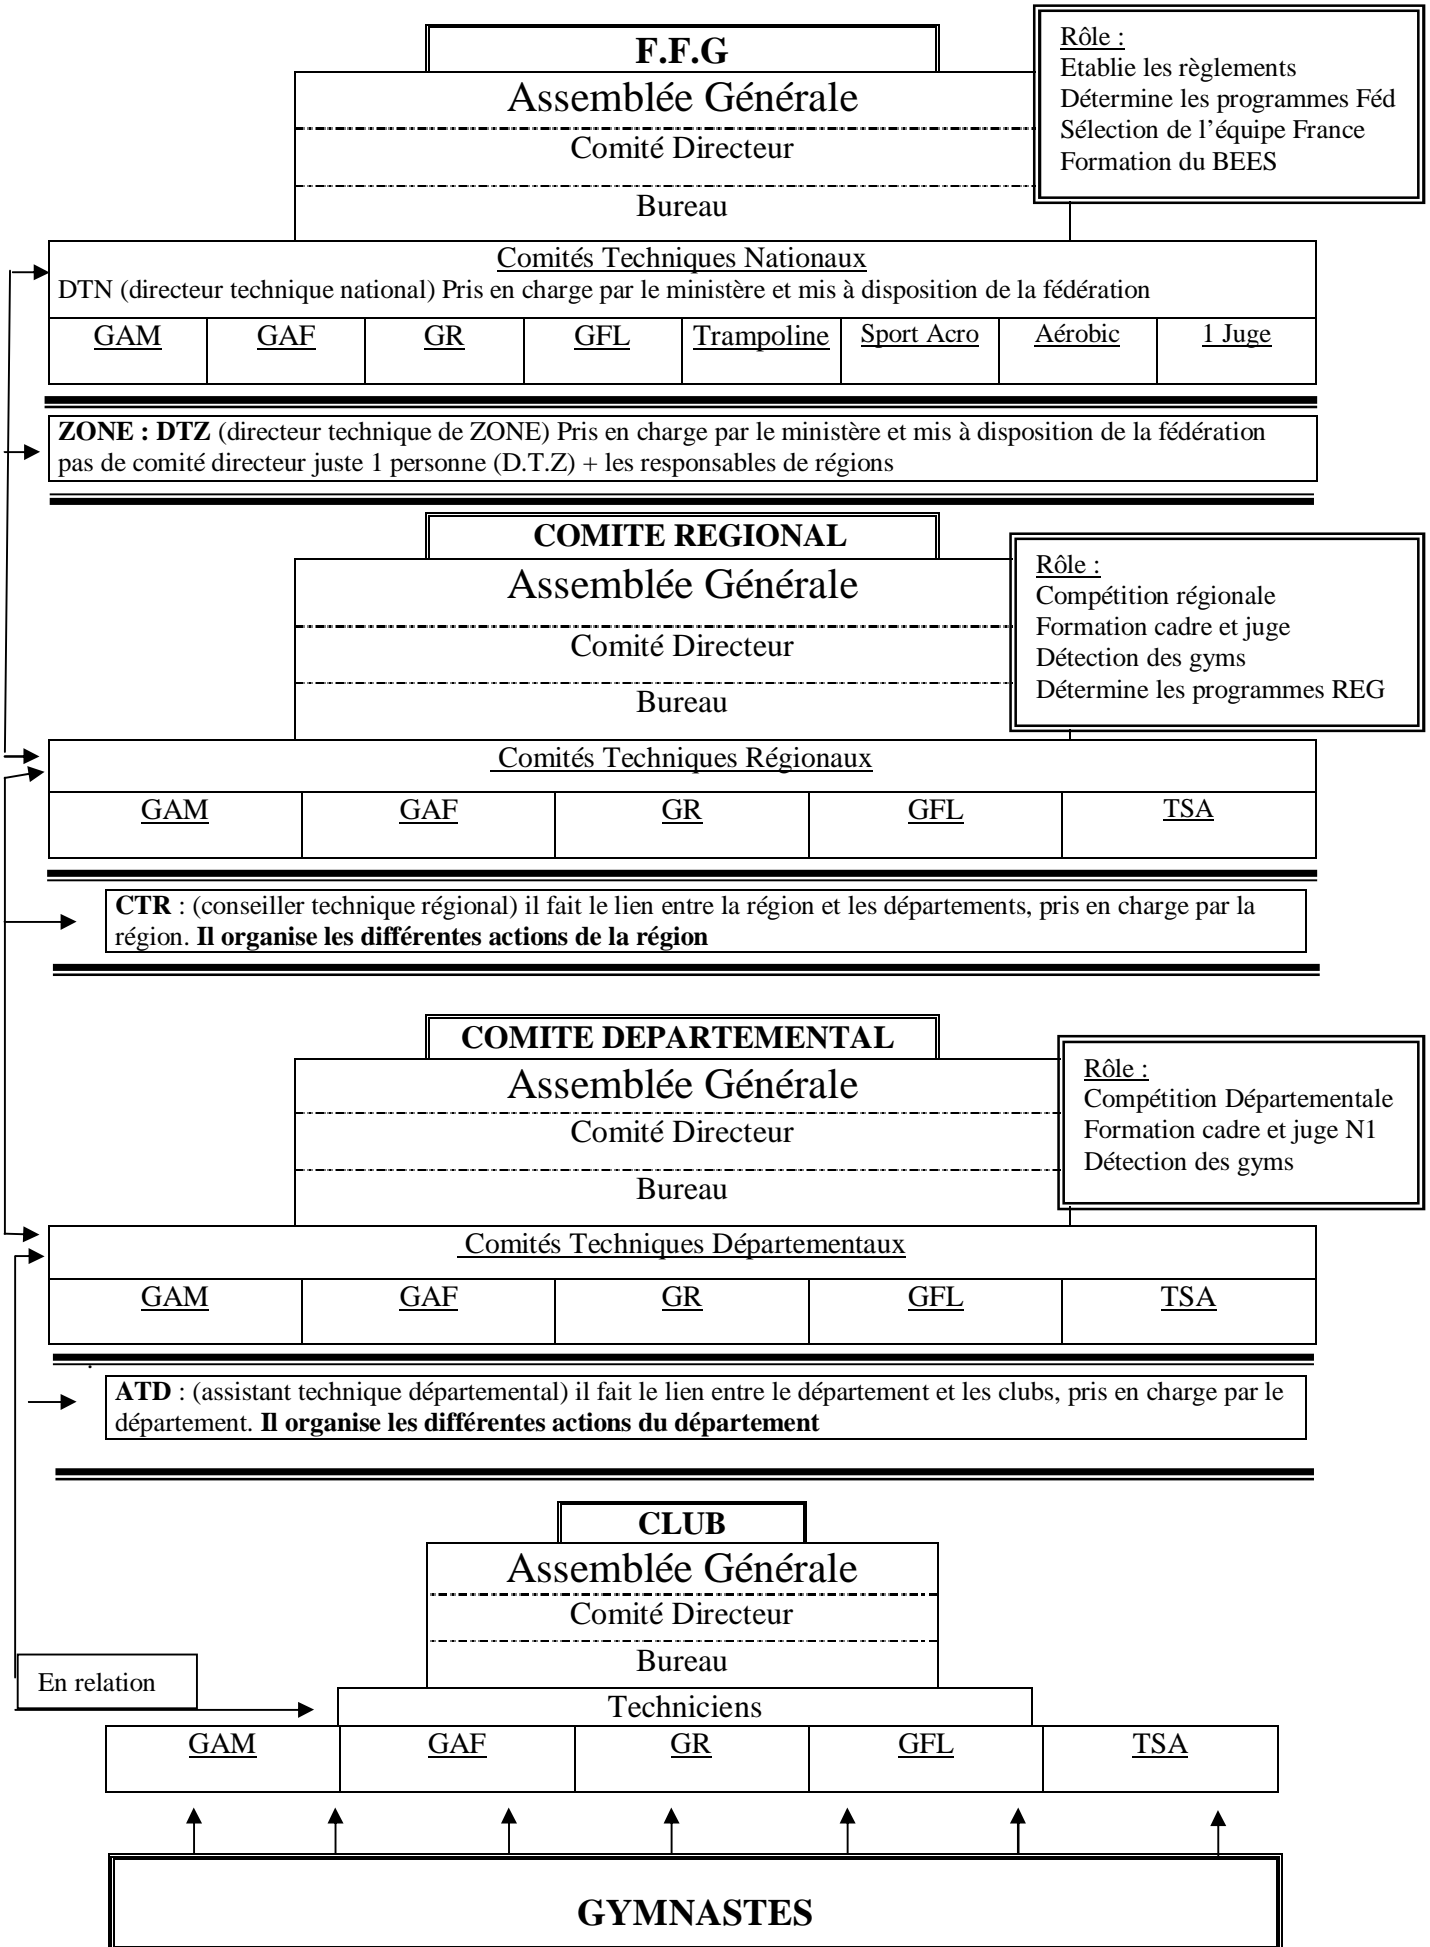 F.F.G
Assemblée Générale
Comité Directeur
Bureau
Rôle :
Etablie les règlements
Détermine les programmes Féd
Sélection de l'équipe France
Formation du BEES
Comités Techniques Nationaux
DTN (directeur technique national) Pris en charge par le ministère et mis à disposition de la fédération
GAM GAF GR GFL Trampoline Sport Acro Aérobic 1 Juge
ZONE : DTZ (directeur technique de ZONE) Pris en charge par le ministère et mis à disposition de la fédération
pas de comité directeur juste 1 personne (D.T.Z) + les responsables de régions
COMITE REGIONAL
Assemblée Générale
Comité Directeur
Bureau
Rôle :
Compétition régionale
Formation cadre et juge
Détection des gyms
Détermine les programmes REG
Comités Techniques Régionaux
GAM GAF GR GFL TSA
CTR : (conseiller technique régional) il fait le lien entre la région et les départements, pris en charge par la
région. Il organise les différentes actions de la région
COMITE DEPARTEMENTAL
Assemblée Générale
Comité Directeur
Bureau
Rôle :
Compétition Départementale
Formation cadre et juge N1
Détection des gyms
Comités Techniques Départementaux
GAM GAF GR GFL TSA
.
ATD : (assistant technique départemental) il fait le lien entre le département et les clubs, pris en charge par le
département. Il organise les différentes actions du département
CLUB
Assemblée Générale
Comité Directeur
Bureau
En relation
Techniciens
GAM GAF GR GFL TSA
GYMNASTES